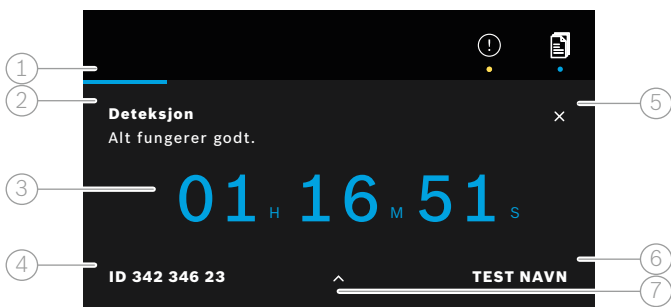 1
2
Deteksjon
5
Alt fungerer godt.
3
01 H 16 M 51 S
4
6
ID 342 346 23
TEST NAVN
7